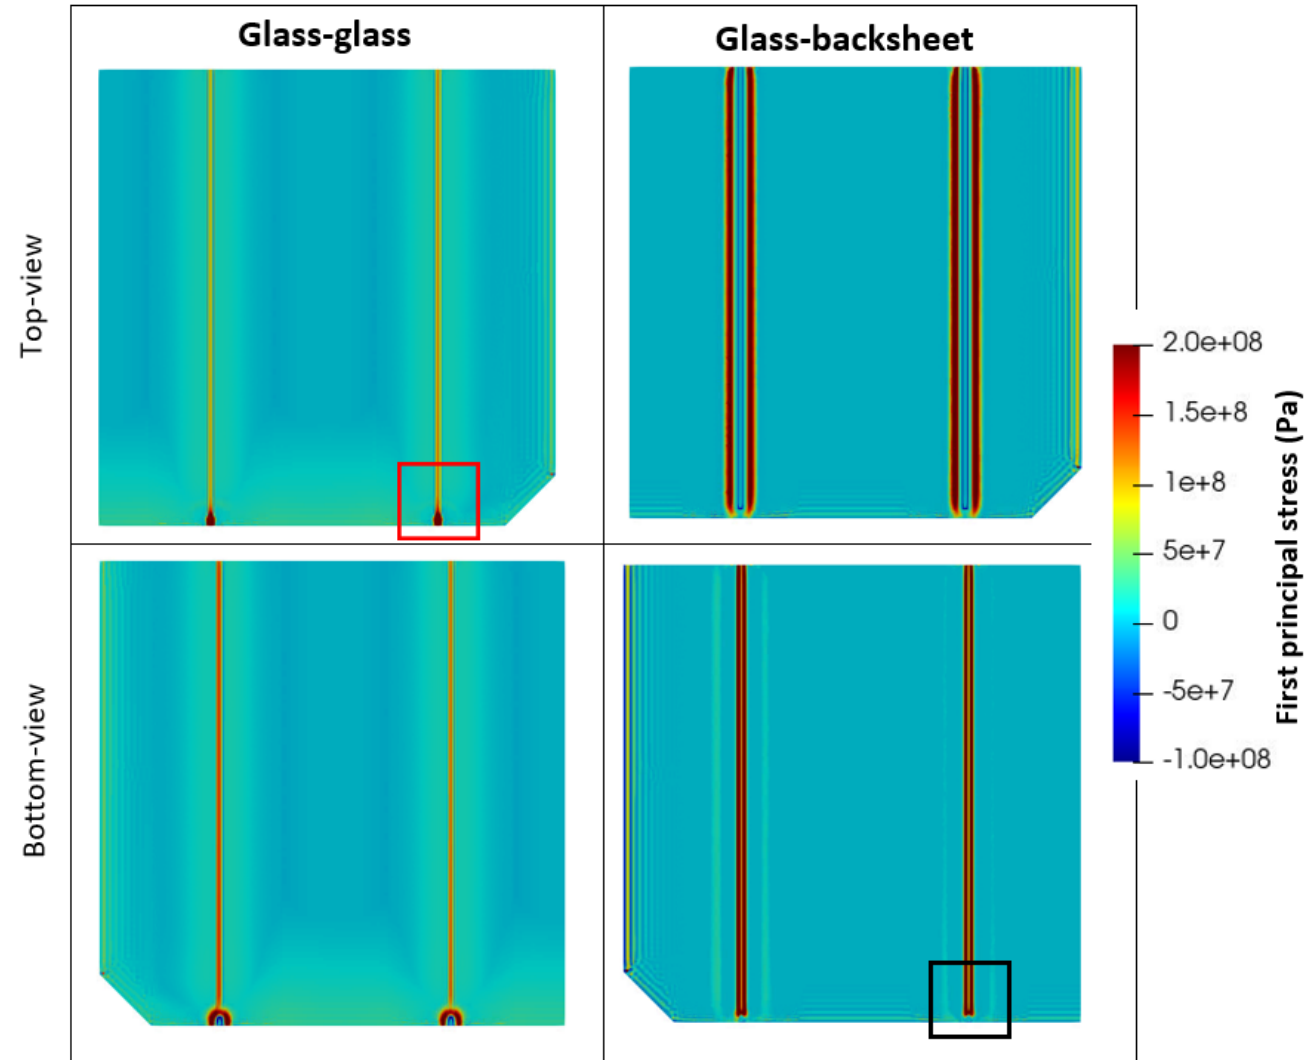 Glass-glass
Glass-backsheet
Top-view
Bottom-view
2.0e+08
1.5e+8
1e+8
5e+7
0
-5e+7
-1.0e+08
First principal stress (Pa)